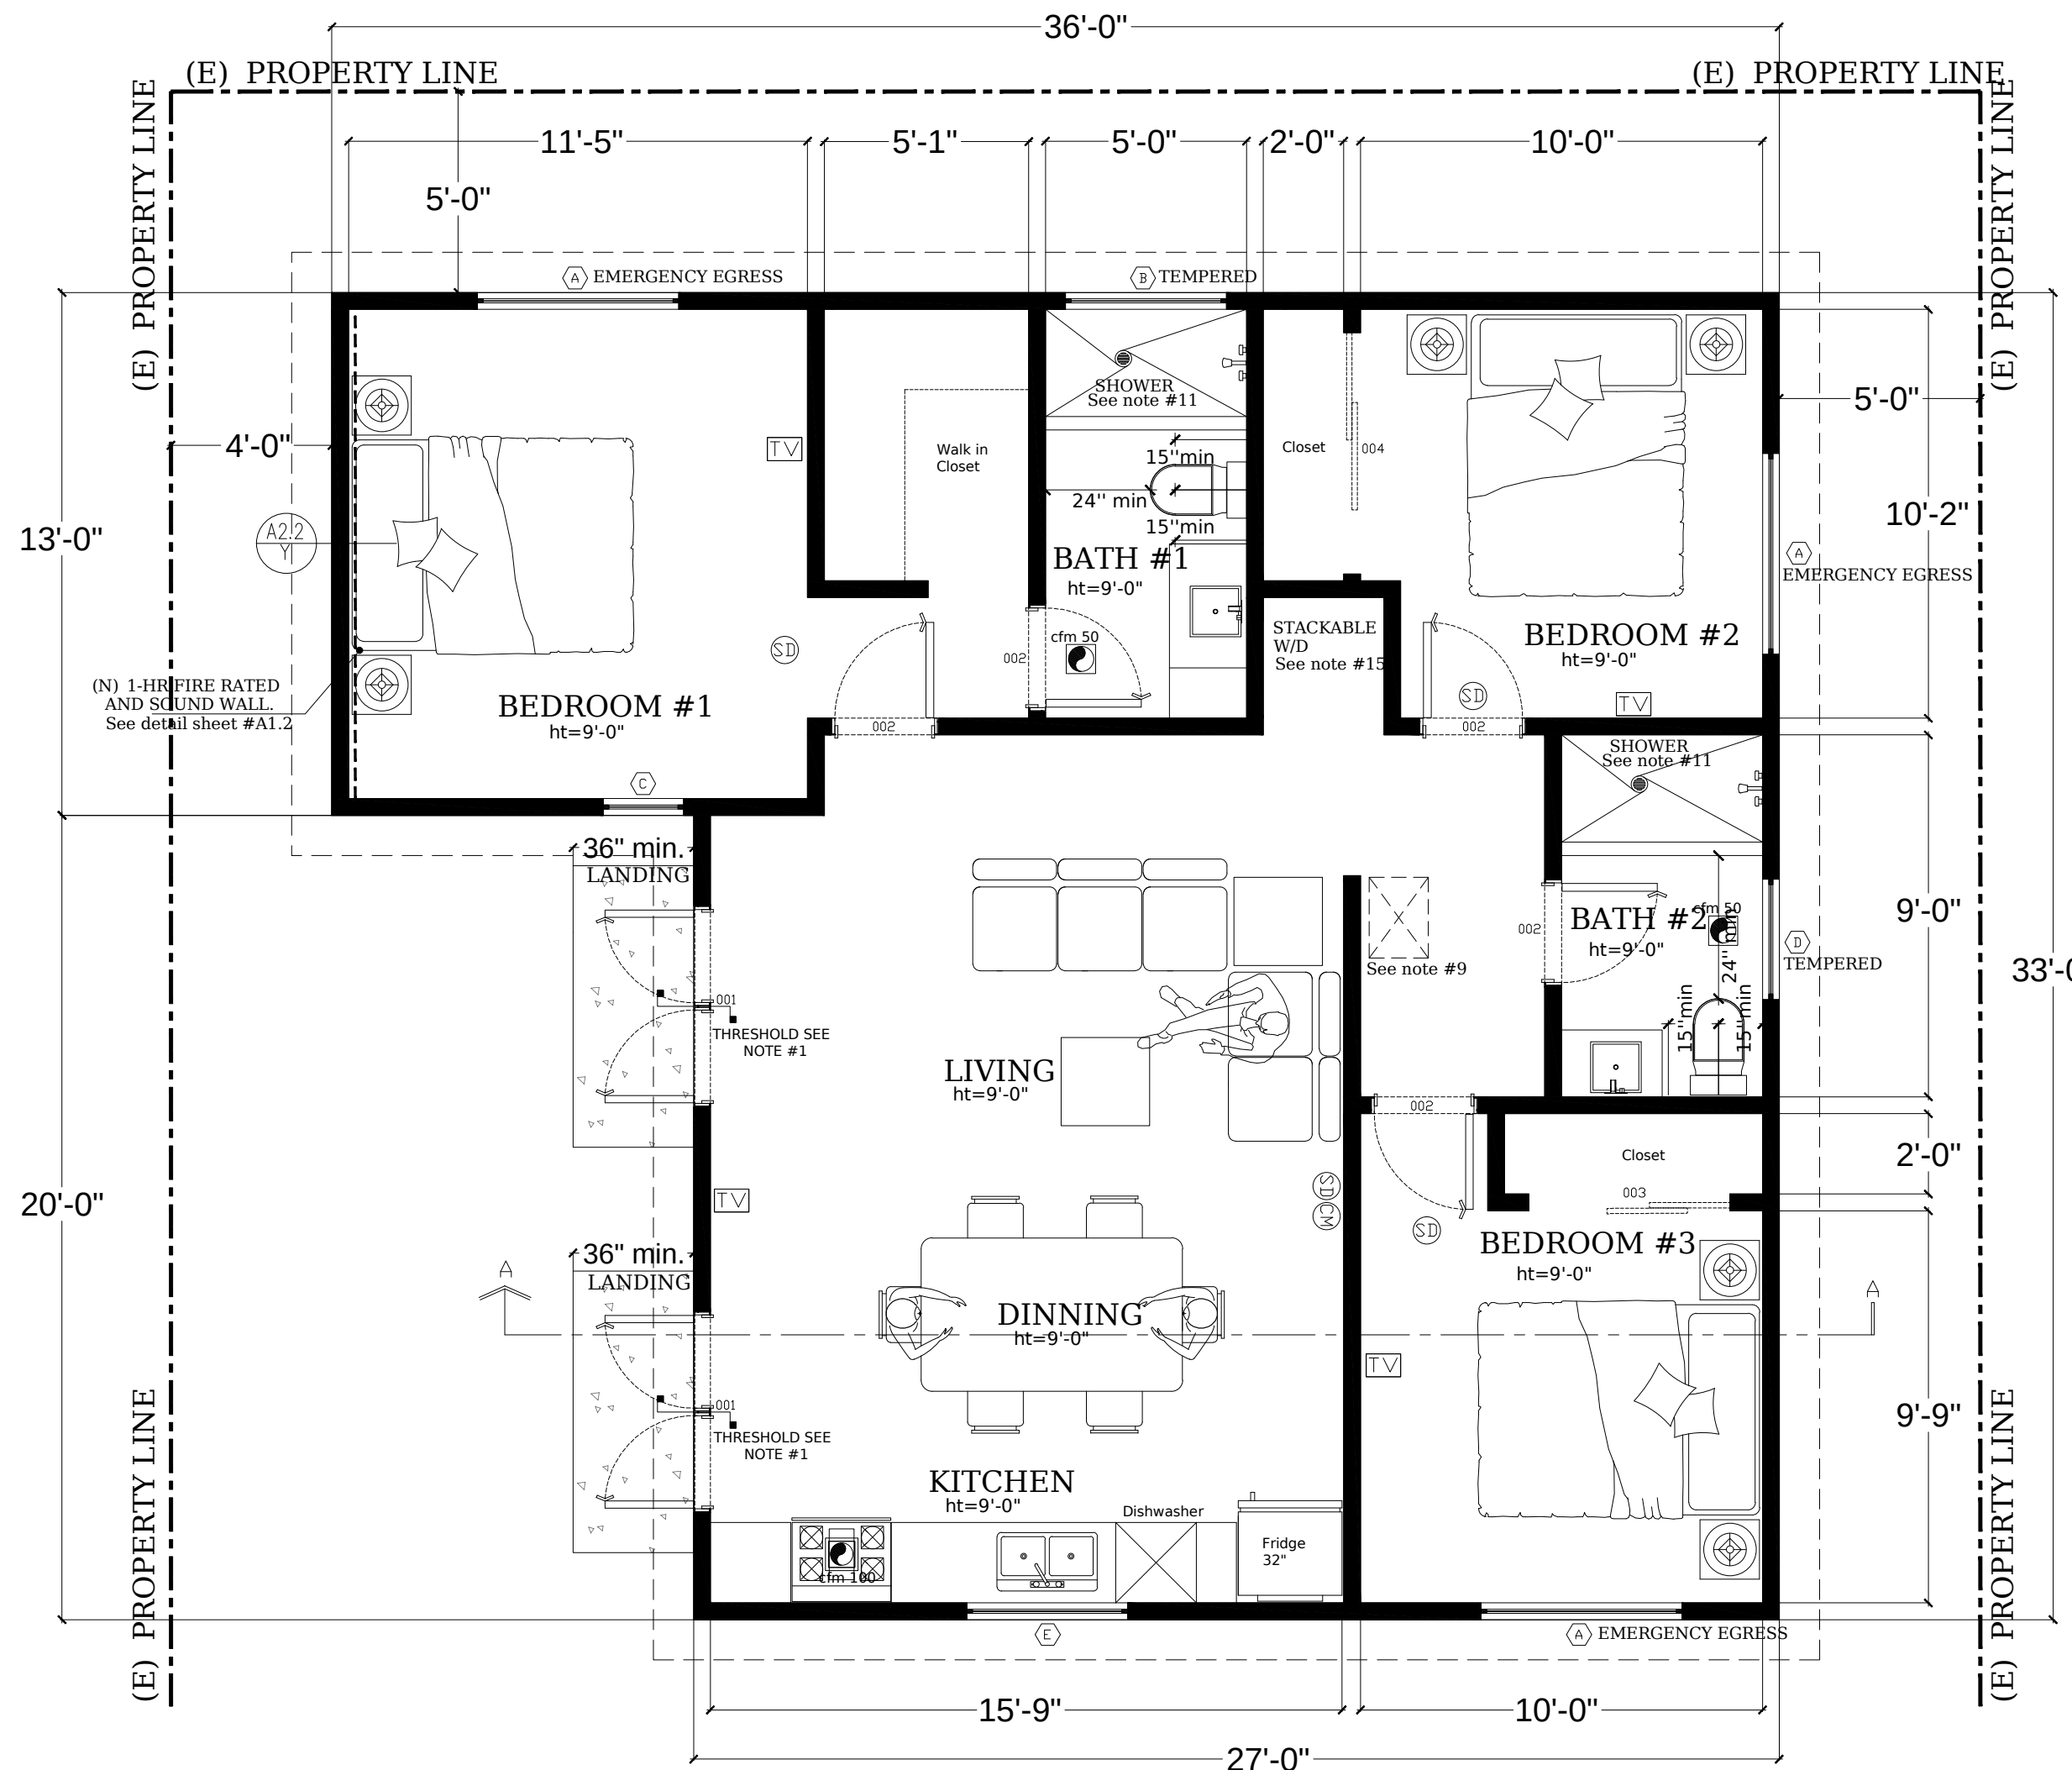 36'-0"
(E) PROPERTY LINE
(E) PROPERTY LINE
(E) PROPERTY LINE
(E) PROPERTY LINE
11'-5"
5'-1"
5'-0"
2'-0"
10'-0"
5'-0"
A
EMERGENCY EGRESS
B
TEMPERED
SHOWER
See note #11
5'-0"
4'-0"
TV
Walk in
Closet
Closet
004
15''min
24'' min
15''min
A2.2
Y
13'-0"
10'-2"
A
EMERGENCY EGRESS
BATH #1
ht=9'-0"
STACKABLE
W/D
See note #15
cfm 50
002
SD
BEDROOM #2
ht=9'-0"
(N) 1-HR FIRE RATED
AND SOUND WALL.
See detail sheet #A1.2
BEDROOM #1
ht=9'-0"
SD
TV
002
002
SHOWER
See note #11
C
36" min.
LANDING
BATH #2
ht=9'-0"
cfm 50
002
9'-0"
D
TEMPERED
24'' min
15''min
15''min
See note #9
33'-0
001
THRESHOLD SEE
NOTE #1
LIVING
ht=9'-0"
002
Closet
2'-0"
003
20'-0"
TV
SD
CM
SD
BEDROOM #3
ht=9'-0"
36" min.
LANDING
A
A
DINNING
ht=9'-0"
TV
001
THRESHOLD SEE
NOTE #1
9'-9"
(E) PROPERTY LINE
(E) PROPERTY LINE
KITCHEN
ht=9'-0"
Dishwasher
Fridge
32"
cfm 100
E
A
EMERGENCY EGRESS
15'-9"
10'-0"
27'-0"